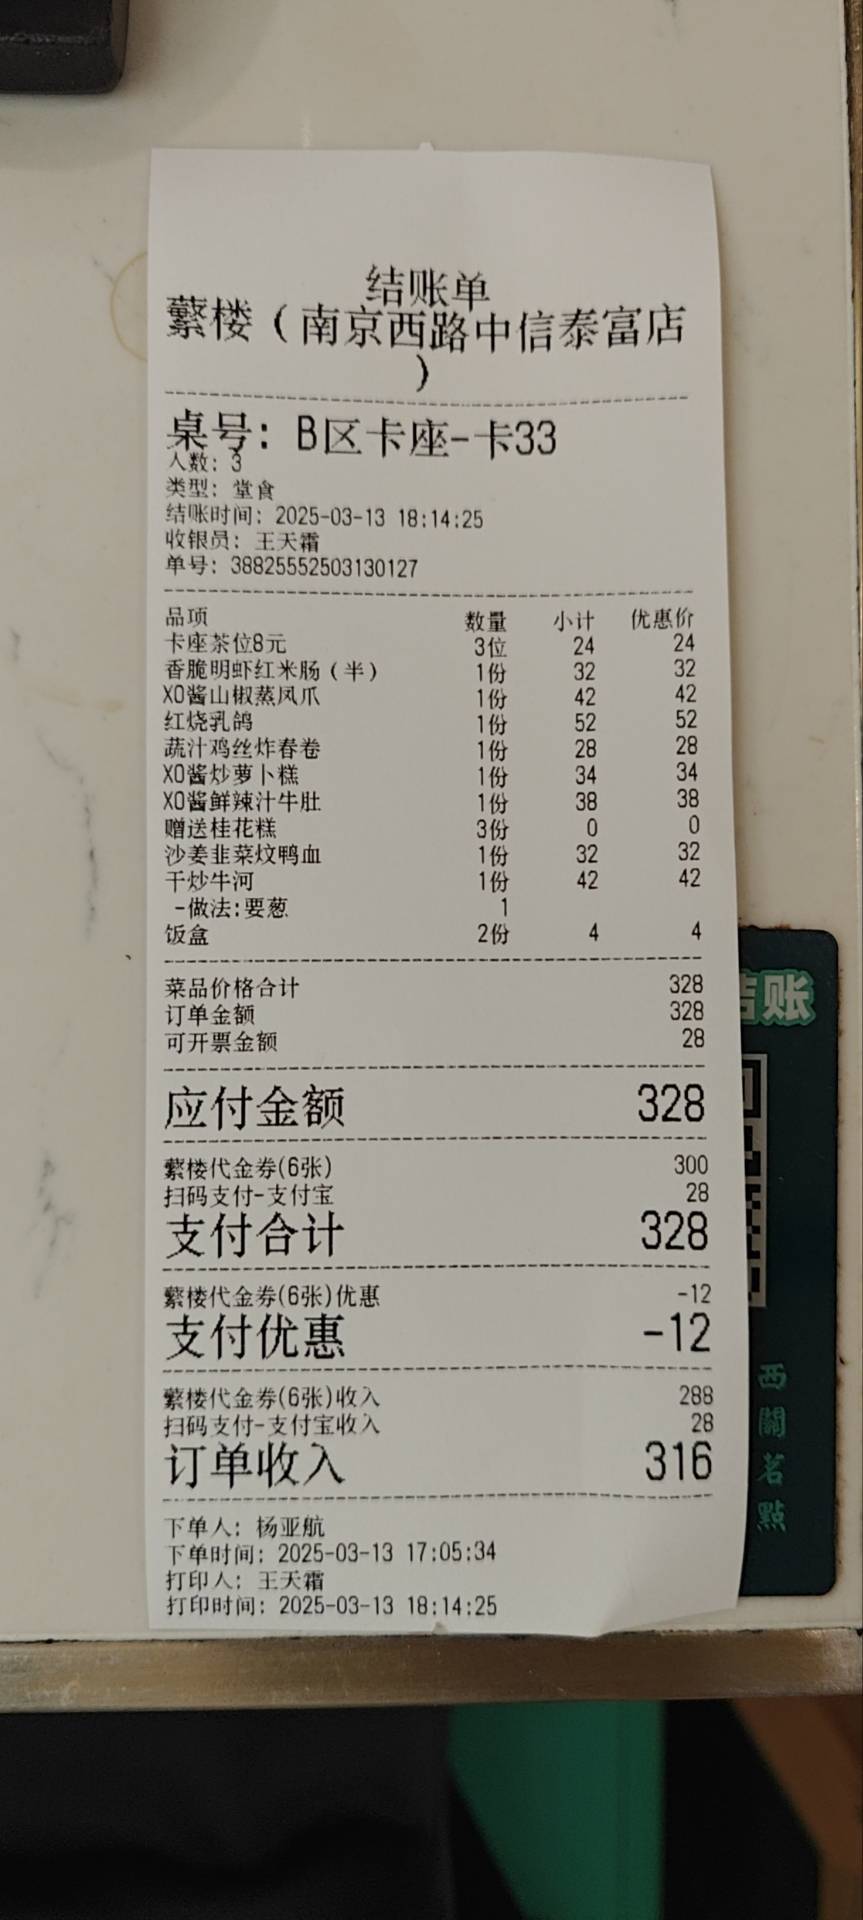 结账单
蘩楼（南京西路中信泰富店
）
桌号: B区卡座-卡33
人数: 3
类型: 堂食
结账时间: 2025-03-13 18:14:25
收银员: 王天霜
单号: 38825552503130127
品项 数量 小计 优惠价
卡座茶位8元 3位 24 24
香脆明虾红米肠（半） 1份 32 32
XO酱山椒蒸凤爪 1份 42 42
红烧乳鸽 1份 52 52
蔬汁鸡丝炸春卷 1份 28 28
XO酱炒萝卜糕 1份 34 34
XO酱鲜辣汁牛肚 1份 38 38
赠送桂花糕 3份 0 0
沙姜韭菜炆鸭血 1份 32 32
干炒牛河 1份 42 42
-做法:要葱 1
饭盒 2份 4 4
菜品价格合计 328
订单金额 328
可开票金额 28
应付金额 328
蘩楼代金券(6张) 300
扫码支付-支付宝 28
支付合计 328
蘩楼代金券(6张)优惠 -12
支付优惠 -12
蘩楼代金券(6张)收入 288
扫码支付-支付宝收入 28
订单收入 316
下单人: 杨亚航
下单时间: 2025-03-13 17:05:34
打印人: 王天霜
打印时间: 2025-03-13 18:14:25
结账
西關茗點